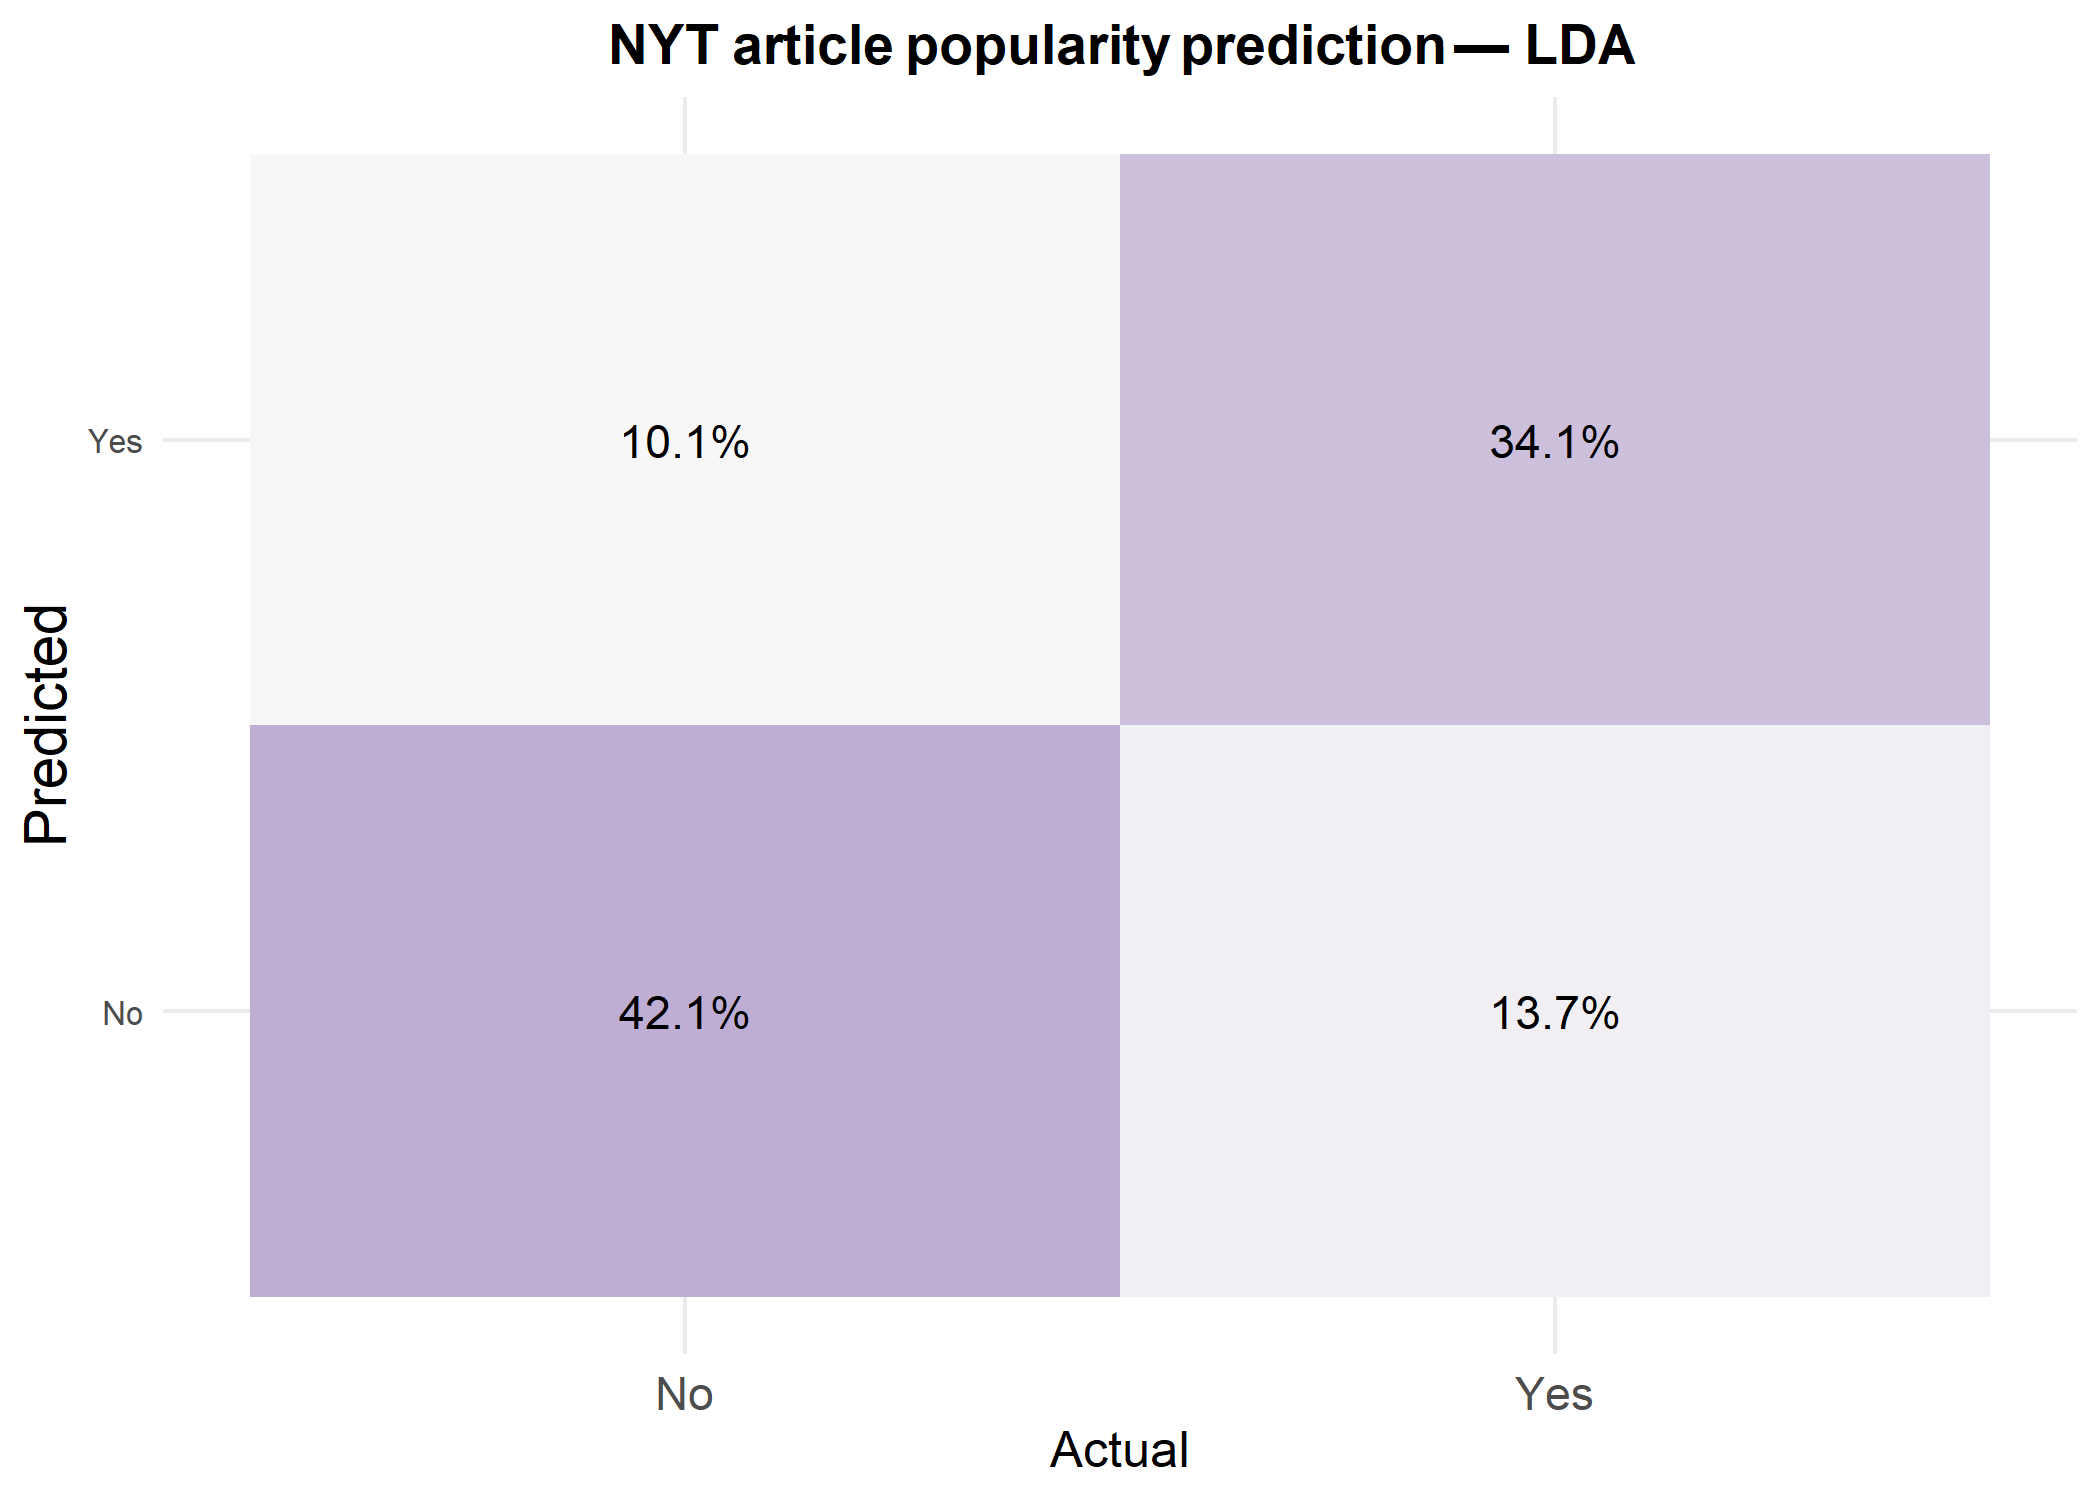 NYT article popularity prediction — LDA
Yes
10.1%
34.1%
Predicted
No
42.1%
13.7%
No
Yes
Actual